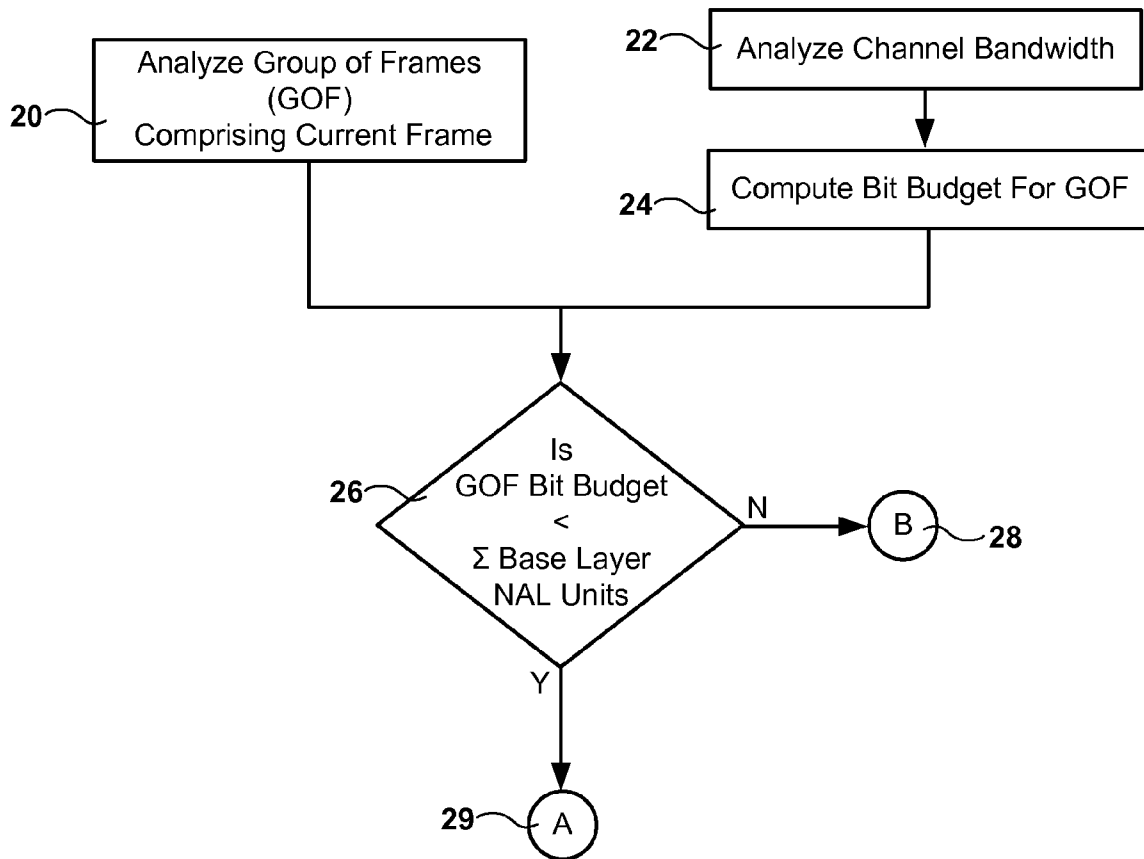 20
Analyze Group of Frames
(GOF)
Comprising Current Frame
22
Analyze Channel Bandwidth
24
Compute Bit Budget For GOF
26
Is
GOF Bit Budget
<
Σ Base Layer
NAL Units
N
B
28
Y
29
A